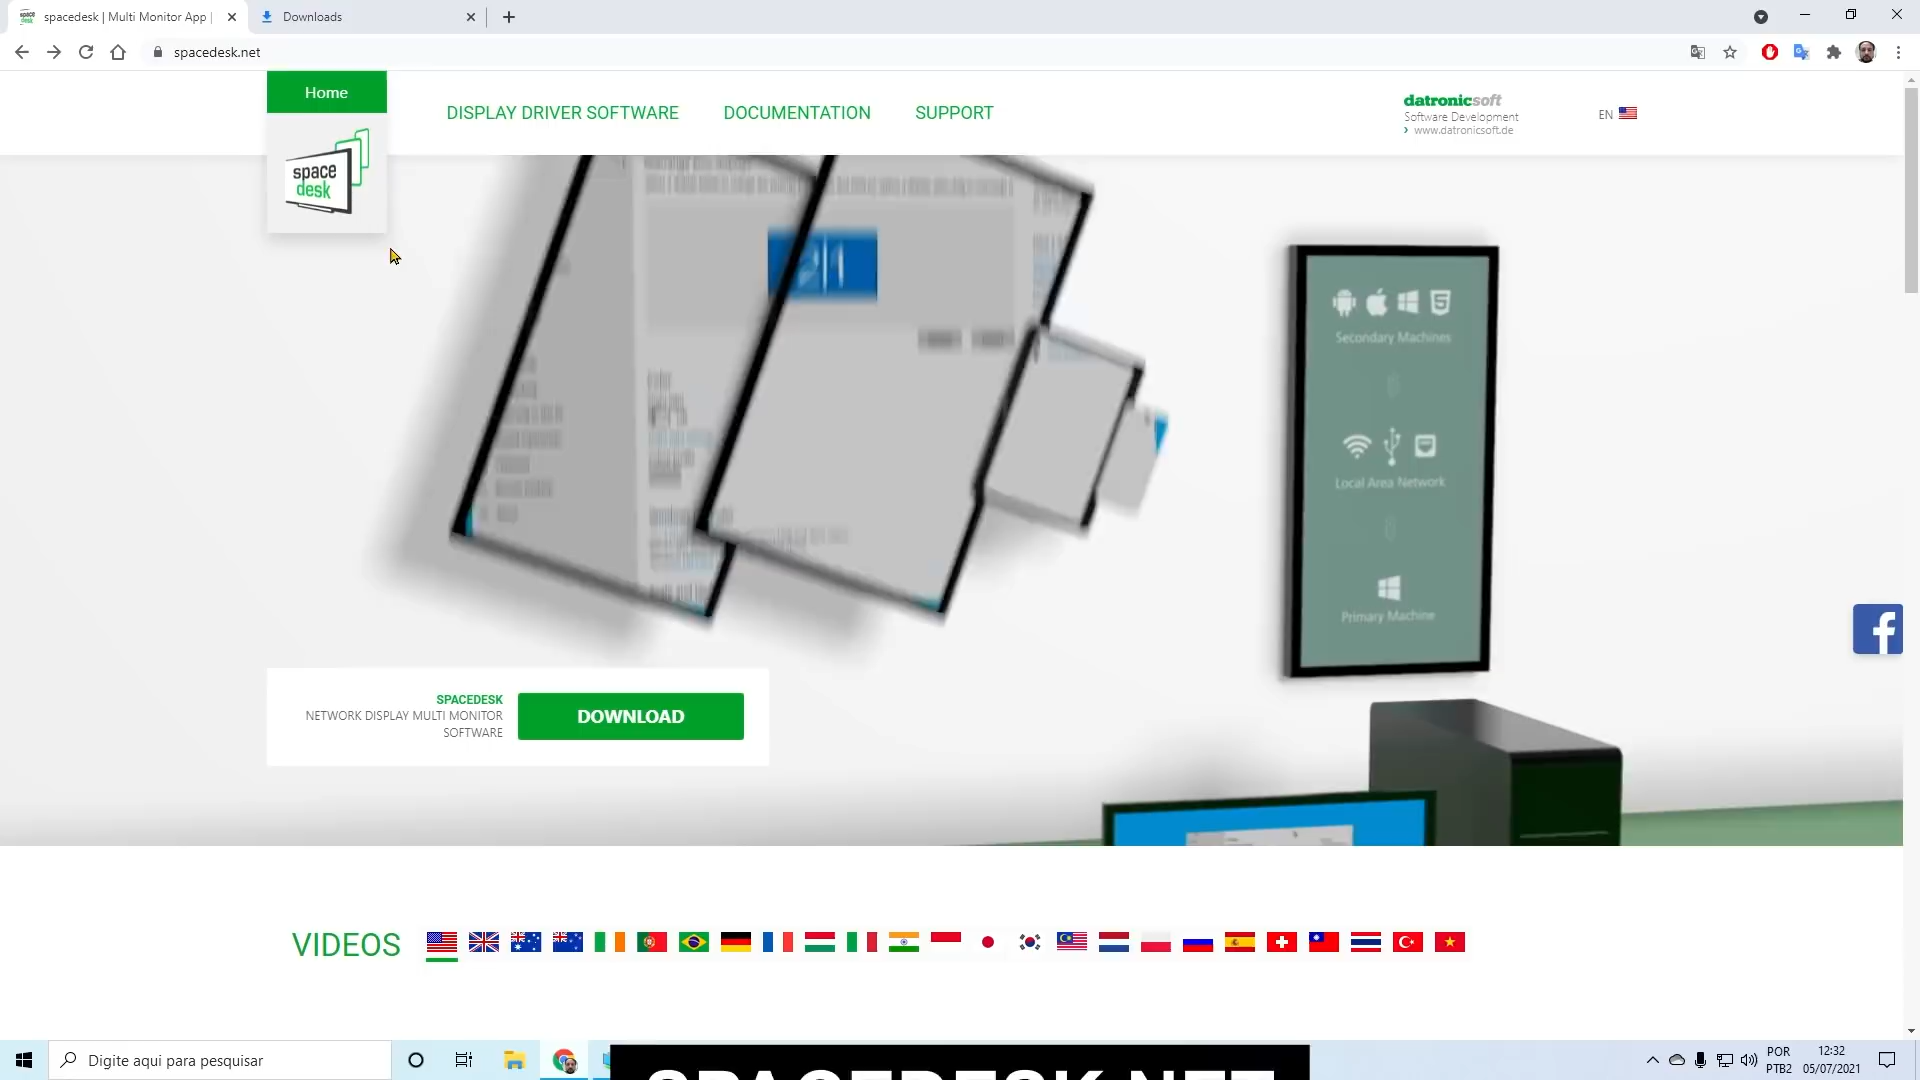 spacedesk | Multi Monitor App |
Downloads
spacedesk.net
Home
DISPLAY DRIVER SOFTWARE
DOCUMENTATION
SUPPORT
datronicsoft
Software Development
› www.datronicsoft.de
EN
space
desk
Secondary Machines
Local Area Network
Primary Machine
SPACEDESK
NETWORK DISPLAY MULTI MONITOR
SOFTWARE
DOWNLOAD
VIDEOS
Digite aqui para pesquisar
SPACEDESK.NET
POR
PTB2
12:32
05/07/2021